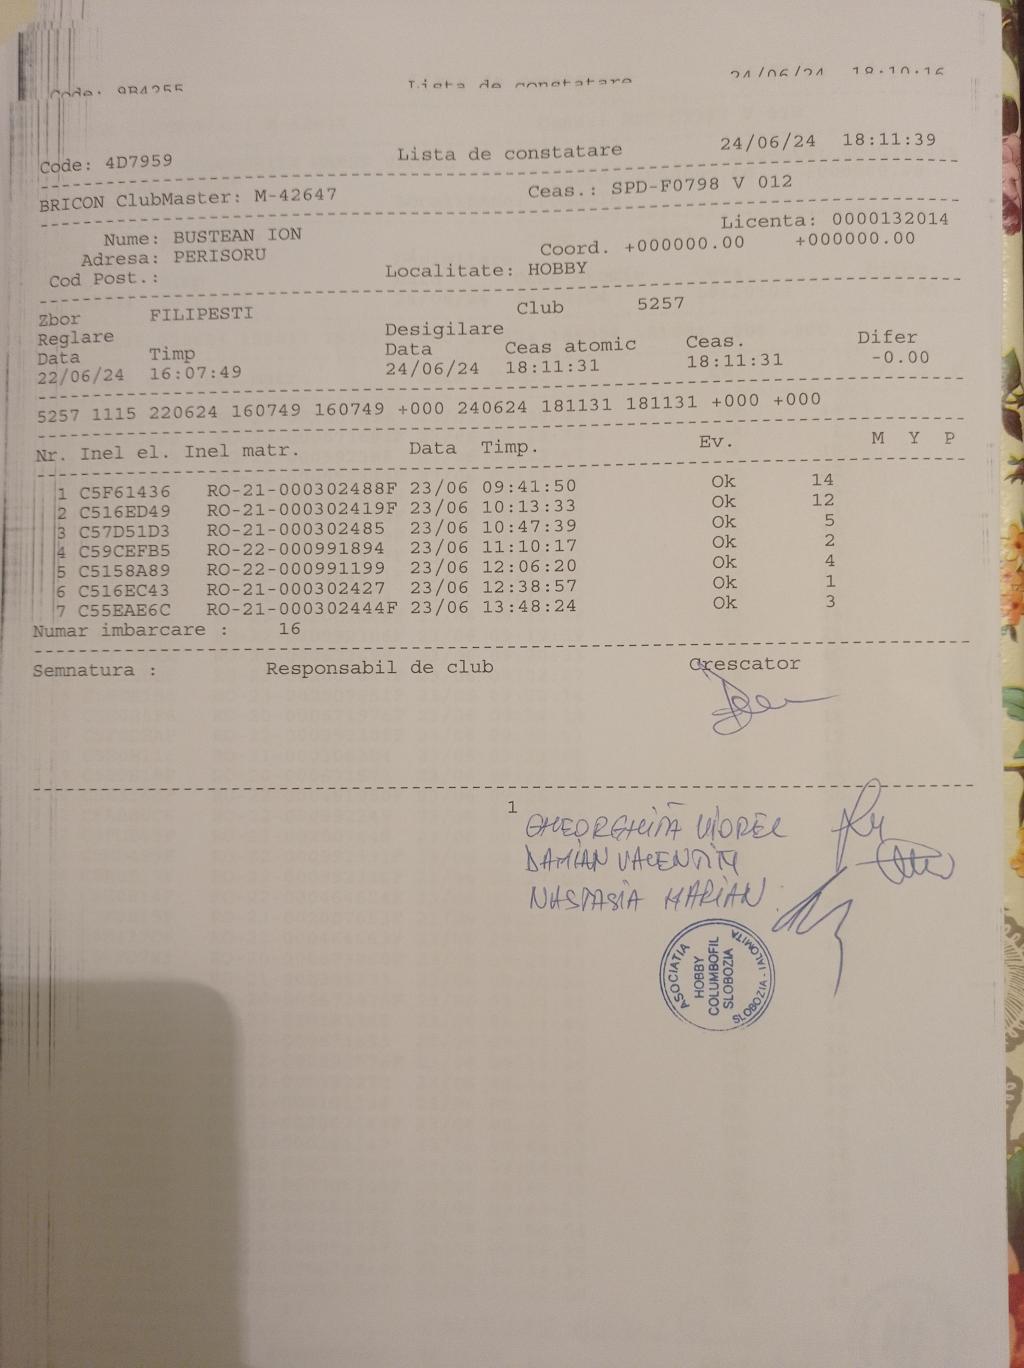 Lista de constatare
Code: 4D7959 Lista de constatare 24/06/24 18:11:39
BRICON ClubMaster: M-42647 Ceas.: SPD-F0798 V 012
Licenta: 0000132014
Nume: BUSTEAN ION
Adresa: PERISORU Coord. +000000.00 +000000.00
Cod Post.: Localitate: HOBBY
Zbor FILIPESTI Club 5257
Reglare Desigilare
Data Timp Data Ceas atomic Ceas. Difer
22/06/24 16:07:49 24/06/24 18:11:31 18:11:31 -0.00
5257 1115 220624 160749 160749 +000 240624 181131 181131 +000 +000
Nr. Inel el. Inel matr. Data Timp. Ev. M Y P
1 C5F61436 RO-21-000302488F 23/06 09:41:50 Ok 14
2 C516ED49 RO-21-000302419F 23/06 10:13:33 Ok 12
3 C57D51D3 RO-21-000302485 23/06 10:47:39 Ok 5
4 C59CEFB5 RO-22-000991894 23/06 11:10:17 Ok 2
5 C5158A89 RO-22-000991199 23/06 12:06:20 Ok 4
6 C516EC43 RO-21-000302427 23/06 12:38:57 Ok 1
7 C55EAE6C RO-21-000302444F 23/06 13:48:24 Ok 3
Numar imbarcare : 16
Semnatura : Responsabil de club Crescator
1
GHEORGHITĂ VIOREL
DAMIAN VALENTIN
NASTASIA MARIAN
ASOCIATIA
HOBBY
COLUMBOFIL
SLOBOZIA
SLOBOZIA - IALOMITA